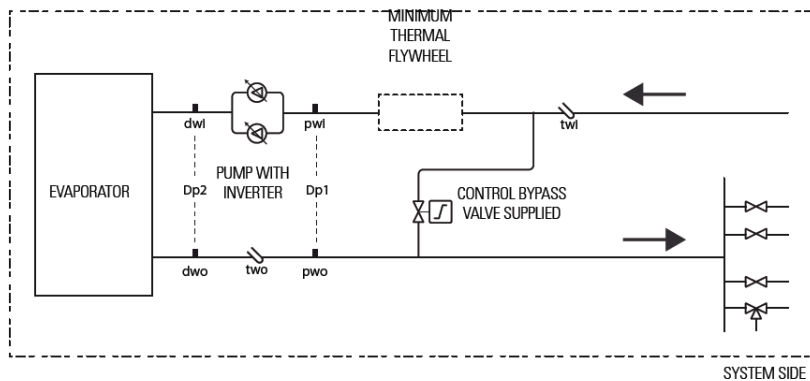 MINIMUM
THERMAL
FLYWHEEL
dwI
pwI
twI
EVAPORATOR
Dp2
PUMP WITH
INVERTER
Dp1
CONTROL BYPASS
VALVE SUPPLIED
dwo
two
pwo
SYSTEM SIDE